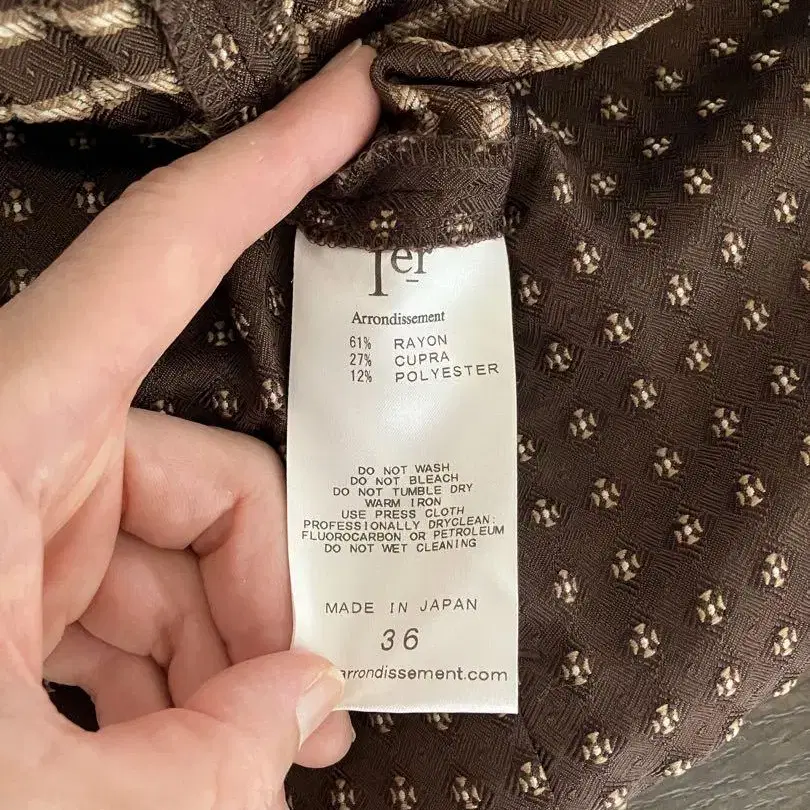 1er
Arrondissement
61% RAYON
27% CUPRA
12% POLYESTER
DO NOT WASH
DO NOT BLEACH
DO NOT TUMBLE DRY
WARM IRON
USE PRESS CLOTH
PROFESSIONALLY DRYCLEAN:
FLUOROCARBON OR PETROLEUM
DO NOT WET CLEANING
MADE IN JAPAN
36
arrondissement.com